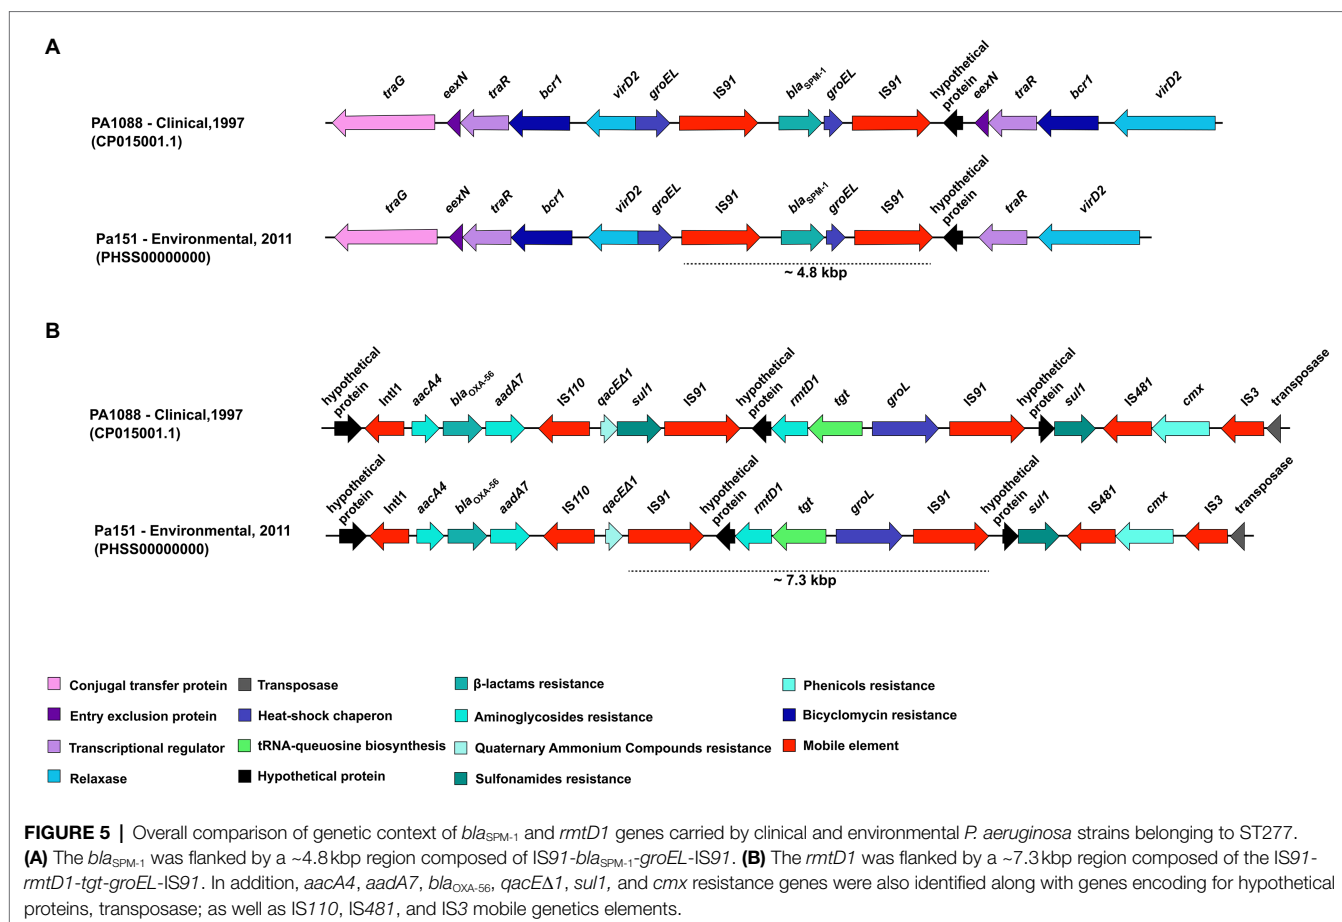 A
traG eexN traR bcr1 virD2 groEL IS91 blaSPM-1 groEL IS91 hypothetical protein eexN traR bcr1 virD2
PA1088 - Clinical,1997
(CP015001.1)
traG eexN traR bcr1 virD2 groEL IS91 blaSPM-1 groEL IS91 hypothetical protein traR virD2
Pa151 - Environmental, 2011
(PHSS00000000)
~ 4.8 kbp
B
hypothetical protein IntI1 aacA4 blaOXA-56 aadA7 IS110 qacEΔ1 sul1 IS91 hypothetical protein rmtD1 tgt groL IS91 hypothetical protein sul1 IS481 cmx IS3 transposase
PA1088 - Clinical,1997
(CP015001.1)
hypothetical protein IntI1 aacA4 blaOXA-56 aadA7 IS110 qacEΔ1 IS91 hypothetical protein rmtD1 tgt groL IS91 hypothetical protein sul1 IS481 cmx IS3 transposase
Pa151 - Environmental, 2011
(PHSS00000000)
~ 7.3 kbp
Conjugal transfer protein
Entry exclusion protein
Transcriptional regulator
Relaxase
Transposase
Heat-shock chaperon
tRNA-queuosine biosynthesis
Hypothetical protein
β-lactams resistance
Aminoglycosides resistance
Quaternary Ammonium Compounds resistance
Sulfonamides resistance
Phenicols resistance
Bicyclomycin resistance
Mobile element
FIGURE 5 | Overall comparison of genetic context of blaSPM-1 and rmtD1 genes carried by clinical and environmental P. aeruginosa strains belonging to ST277.
(A) The blaSPM-1 was flanked by a ~4.8 kbp region composed of IS91-blaSPM-1-groEL-IS91. (B) The rmtD1 was flanked by a ~7.3 kbp region composed of the IS91-
rmtD1-tgt-groEL-IS91. In addition, aacA4, aadA7, blaOXA-56, qacEΔ1, sul1, and cmx resistance genes were also identified along with genes encoding for hypothetical
proteins, transposase; as well as IS110, IS481, and IS3 mobile genetics elements.